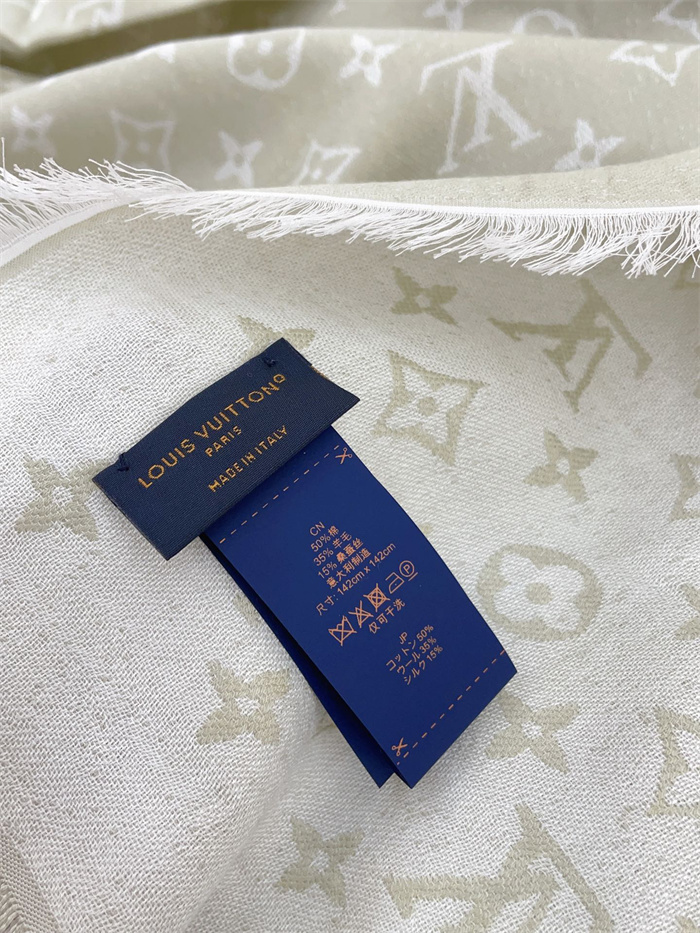 LOUIS VUITTON®
PARIS
MADE IN ITALY
CN
50% 棉
35% 羊毛
15% 桑蚕丝
意大利制造
尺寸: 142cm x 142cm
仅可干洗
JP
コットン 50%
ウール 35%
シルク 15%